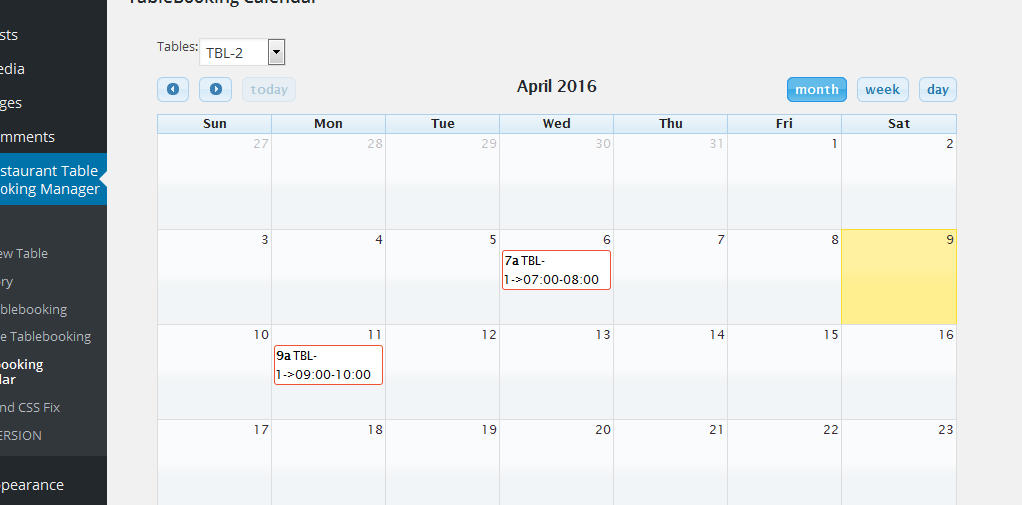 TableBooking Calendar
sts
edia
ges
mments
staurant Table
oking Manager
ew Table
ry
blebooking
e Tablebooking
ooking
dar
nd CSS Fix
ERSION
pearance
Tables: TBL-2
today
April 2016
month week day
Sun Mon Tue Wed Thu Fri Sat
27 28 29 30 31 1 2
3 4 5 6 7 8 9
7a TBL-
1->07:00-08:00
10 11 12 13 14 15 16
9a TBL-
1->09:00-10:00
17 18 19 20 21 22 23